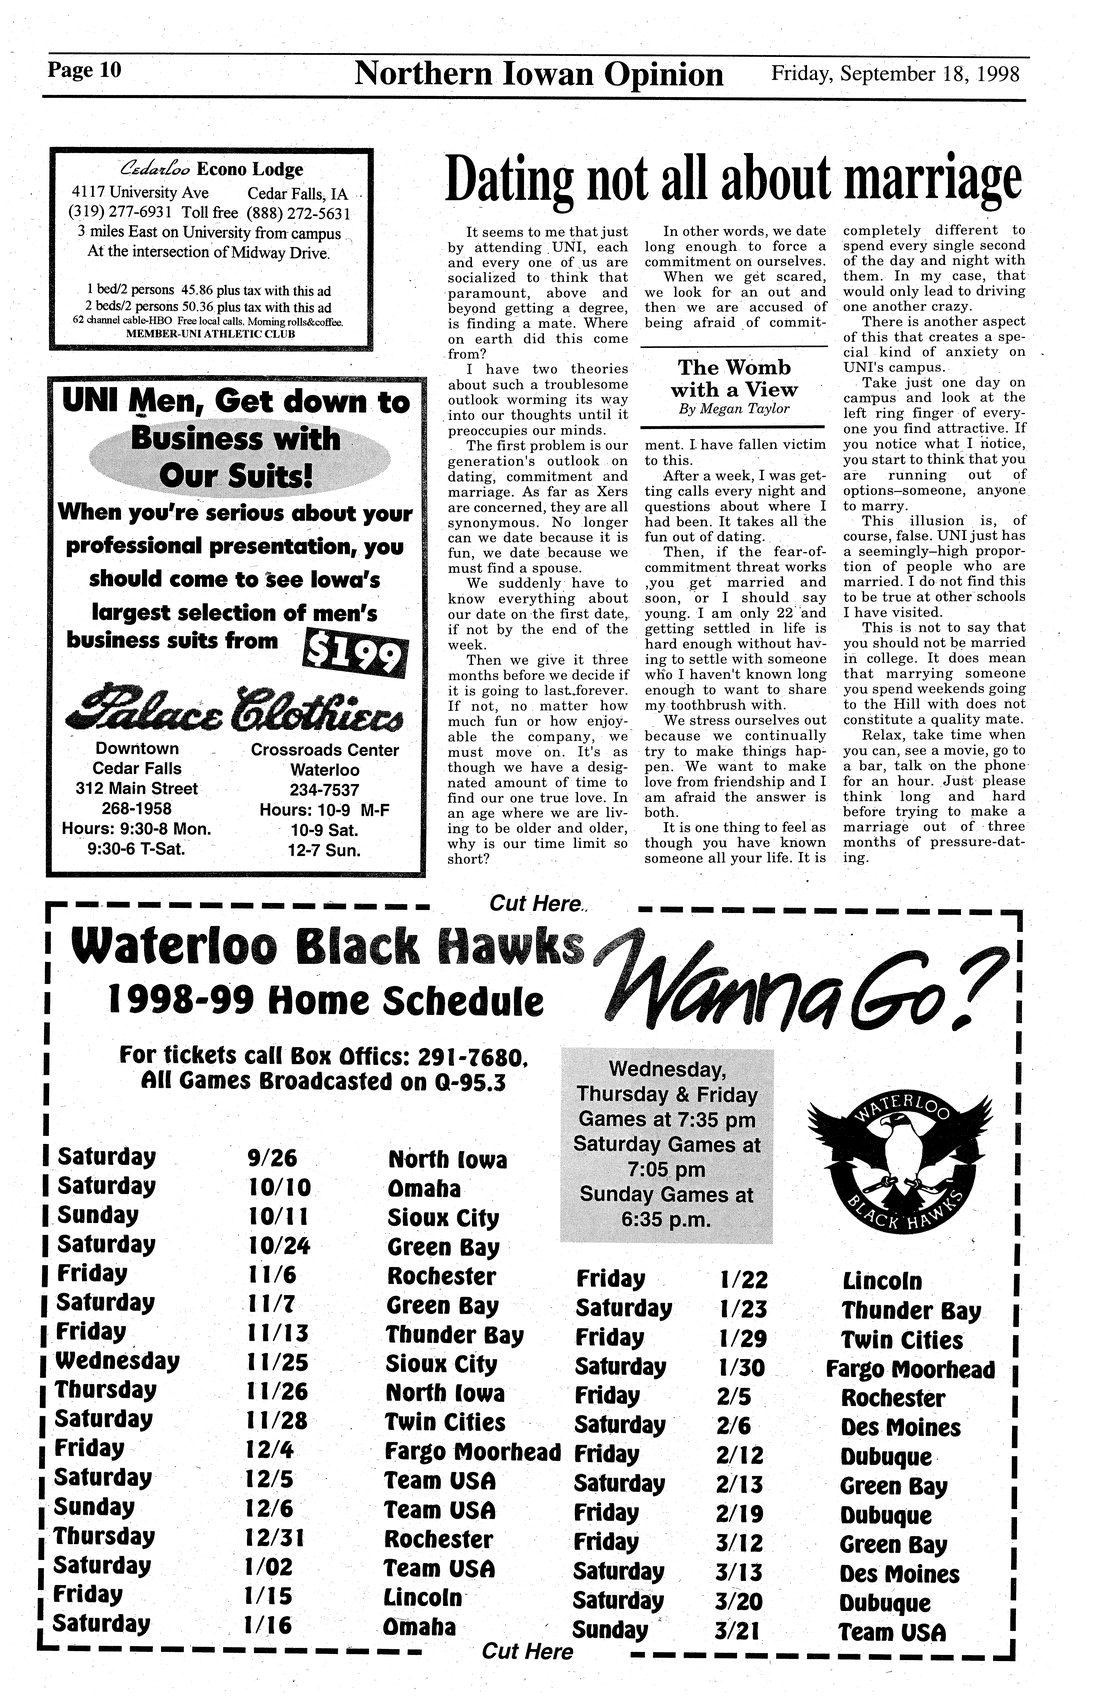 Page 10
Northern Iowan Opinion
Friday, September 18, 1998
CedarLoo Econo Lodge
4117 University Ave Cedar Falls, IA
(319) 277-6931 Toll free (888) 272-5631
3 miles East on University from campus
At the intersection of Midway Drive.
1 bed/2 persons 45.86 plus tax with this ad
2 beds/2 persons 50.36 plus tax with this ad
62 channel cable-HBO Free local calls. Morning rolls&coffee.
MEMBER-UNI ATHLETIC CLUB
UNI Men, Get down to
Business with
Our Suits!
When you're serious about your
professional presentation, you
should come to see Iowa's
largest selection of men's
business suits from $199
Palace Clothiers
Downtown
Cedar Falls
312 Main Street
268-1958
Hours: 9:30-8 Mon.
9:30-6 T-Sat.
Crossroads Center
Waterloo
234-7537
Hours: 10-9 M-F
10-9 Sat.
12-7 Sun.
Dating not all about marriage
It seems to me that just
by attending UNI, each
and every one of us are
socialized to think that
paramount, above and
beyond getting a degree,
is finding a mate. Where
on earth did this come
from?
I have two theories
about such a troublesome
outlook worming its way
into our thoughts until it
preoccupies our minds.
The first problem is our
generation's outlook on
dating, commitment and
marriage. As far as Xers
are concerned, they are all
synonymous. No longer
can we date because it is
fun, we date because we
must find a spouse.
We suddenly have to
know everything about
our date on the first date,
if not by the end of the
week.
Then we give it three
months before we decide if
it is going to last..forever.
If not, no matter how
much fun or how enjoy-
able the company, we
must move on. It's as
though we have a desig-
nated amount of time to
find our one true love. In
an age where we are liv-
ing to be older and older,
why is our time limit so
short?
In other words, we date
long enough to force a
commitment on ourselves.
When we get scared,
we look for an out and
then we are accused of
being afraid of commit-
The Womb
with a View
By Megan Taylor
ment. I have fallen victim
to this.
After a week, I was get-
ting calls every night and
questions about where I
had been. It takes all the
fun out of dating.
Then, if the fear-of-
commitment threat works
,you get married and
soon, or I should say
young. I am only 22 and
getting settled in life is
hard enough without hav-
ing to settle with someone
who I haven't known long
enough to want to share
my toothbrush with.
We stress ourselves out
because we continually
try to make things hap-
pen. We want to make
love from friendship and I
am afraid the answer is
both.
It is one thing to feel as
though you have known
someone all your life. It is
completely different to
spend every single second
of the day and night with
them. In my case, that
would only lead to driving
one another crazy.
There is another aspect
of this that creates a spe-
cial kind of anxiety on
UNI's campus.
Take just one day on
campus and look at the
left ring finger of every-
one you find attractive. If
you notice what I notice,
you start to think that you
are running out of
options–someone, anyone
to marry.
This illusion is, of
course, false. UNI just has
a seemingly–high propor-
tion of people who are
married. I do not find this
to be true at other schools
I have visited.
This is not to say that
you should not be married
in college. It does mean
that marrying someone
you spend weekends going
to the Hill with does not
constitute a quality mate.
Relax, take time when
you can, see a movie, go to
a bar, talk on the phone
for an hour. Just please
think long and hard
before trying to make a
marriage out of three
months of pressure-dat-
ing.
Cut Here
Waterloo Black Hawks
1998-99 Home Schedule
Wanna Go?
For tickets call Box Offics: 291-7680,
All Games Broadcasted on Q-95.3
Wednesday,
Thursday & Friday
Games at 7:35 pm
Saturday Games at
7:05 pm
Sunday Games at
6:35 p.m.
WATERLOO
BLACK HAWKS
Saturday 9/26 North Iowa
Saturday 10/10 Omaha
Sunday 10/11 Sioux City
Saturday 10/24 Green Bay
Friday 11/6 Rochester
Saturday 11/7 Green Bay
Friday 11/13 Thunder Bay
Wednesday 11/25 Sioux City
Thursday 11/26 North Iowa
Saturday 11/28 Twin Cities
Friday 12/4 Fargo Moorhead
Saturday 12/5 Team USA
Sunday 12/6 Team USA
Thursday 12/31 Rochester
Saturday 1/02 Team USA
Friday 1/15 Lincoln
Saturday 1/16 Omaha
Friday 1/22 Lincoln
Saturday 1/23 Thunder Bay
Friday 1/29 Twin Cities
Saturday 1/30 Fargo Moorhead
Friday 2/5 Rochester
Saturday 2/6 Des Moines
Friday 2/12 Dubuque
Saturday 2/13 Green Bay
Friday 2/19 Dubuque
Friday 3/12 Green Bay
Saturday 3/13 Des Moines
Saturday 3/20 Dubuque
Sunday 3/21 Team USA
Cut Here